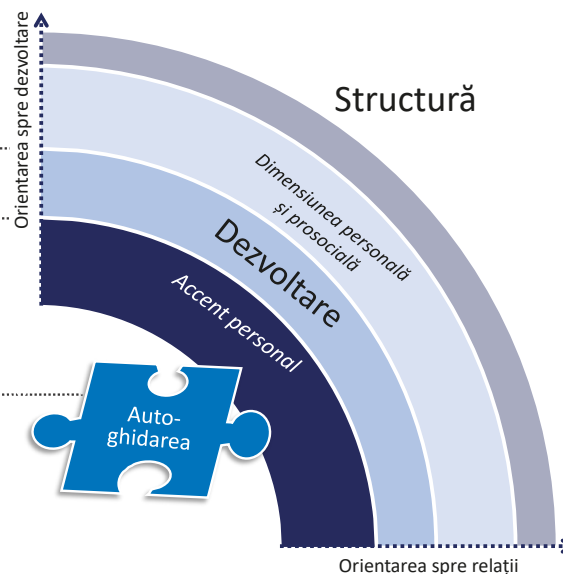 Orientarea spre dezvoltare
Structură
Dimensiunea personală
și prosocială
Dezvoltare
Accent personal
Auto-
ghidarea
Orientarea spre relații